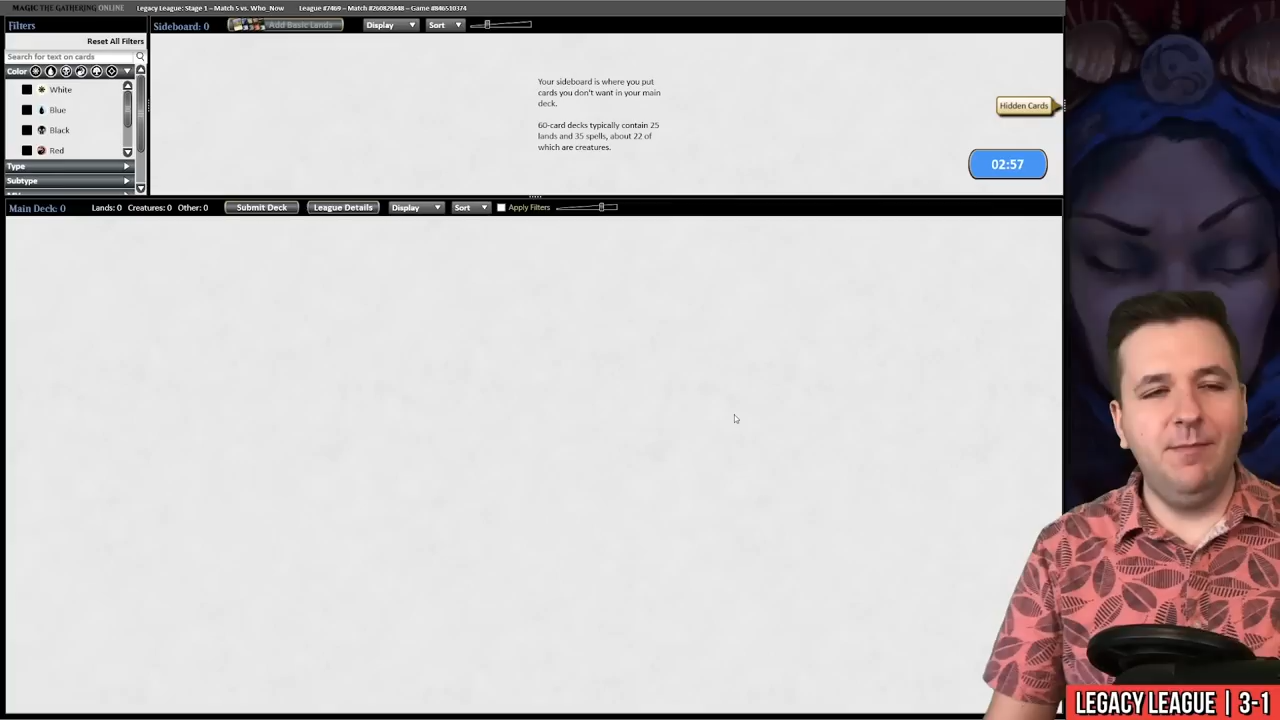 MAGIC THE GATHERING ONLINE Legacy League: Stage 1 – Match 5 vs. Who_Now League #7469 – Match #260828448 – Game #846510374
Filters Sideboard: 0 Add Basic Lands Display Sort
Reset All Filters
Search for text on cards
Color
White
Blue
Black
Red
Type
Subtype
Your sideboard is where you put
cards you don't want in your main
deck.
60-card decks typically contain 25
lands and 35 spells, about 22 of
which are creatures.
Hidden Cards
02:57
Main Deck: 0 Lands: 0 Creatures: 0 Other: 0 Submit Deck League Details Display Sort Apply Filters
LEGACY LEAGUE | 3-1